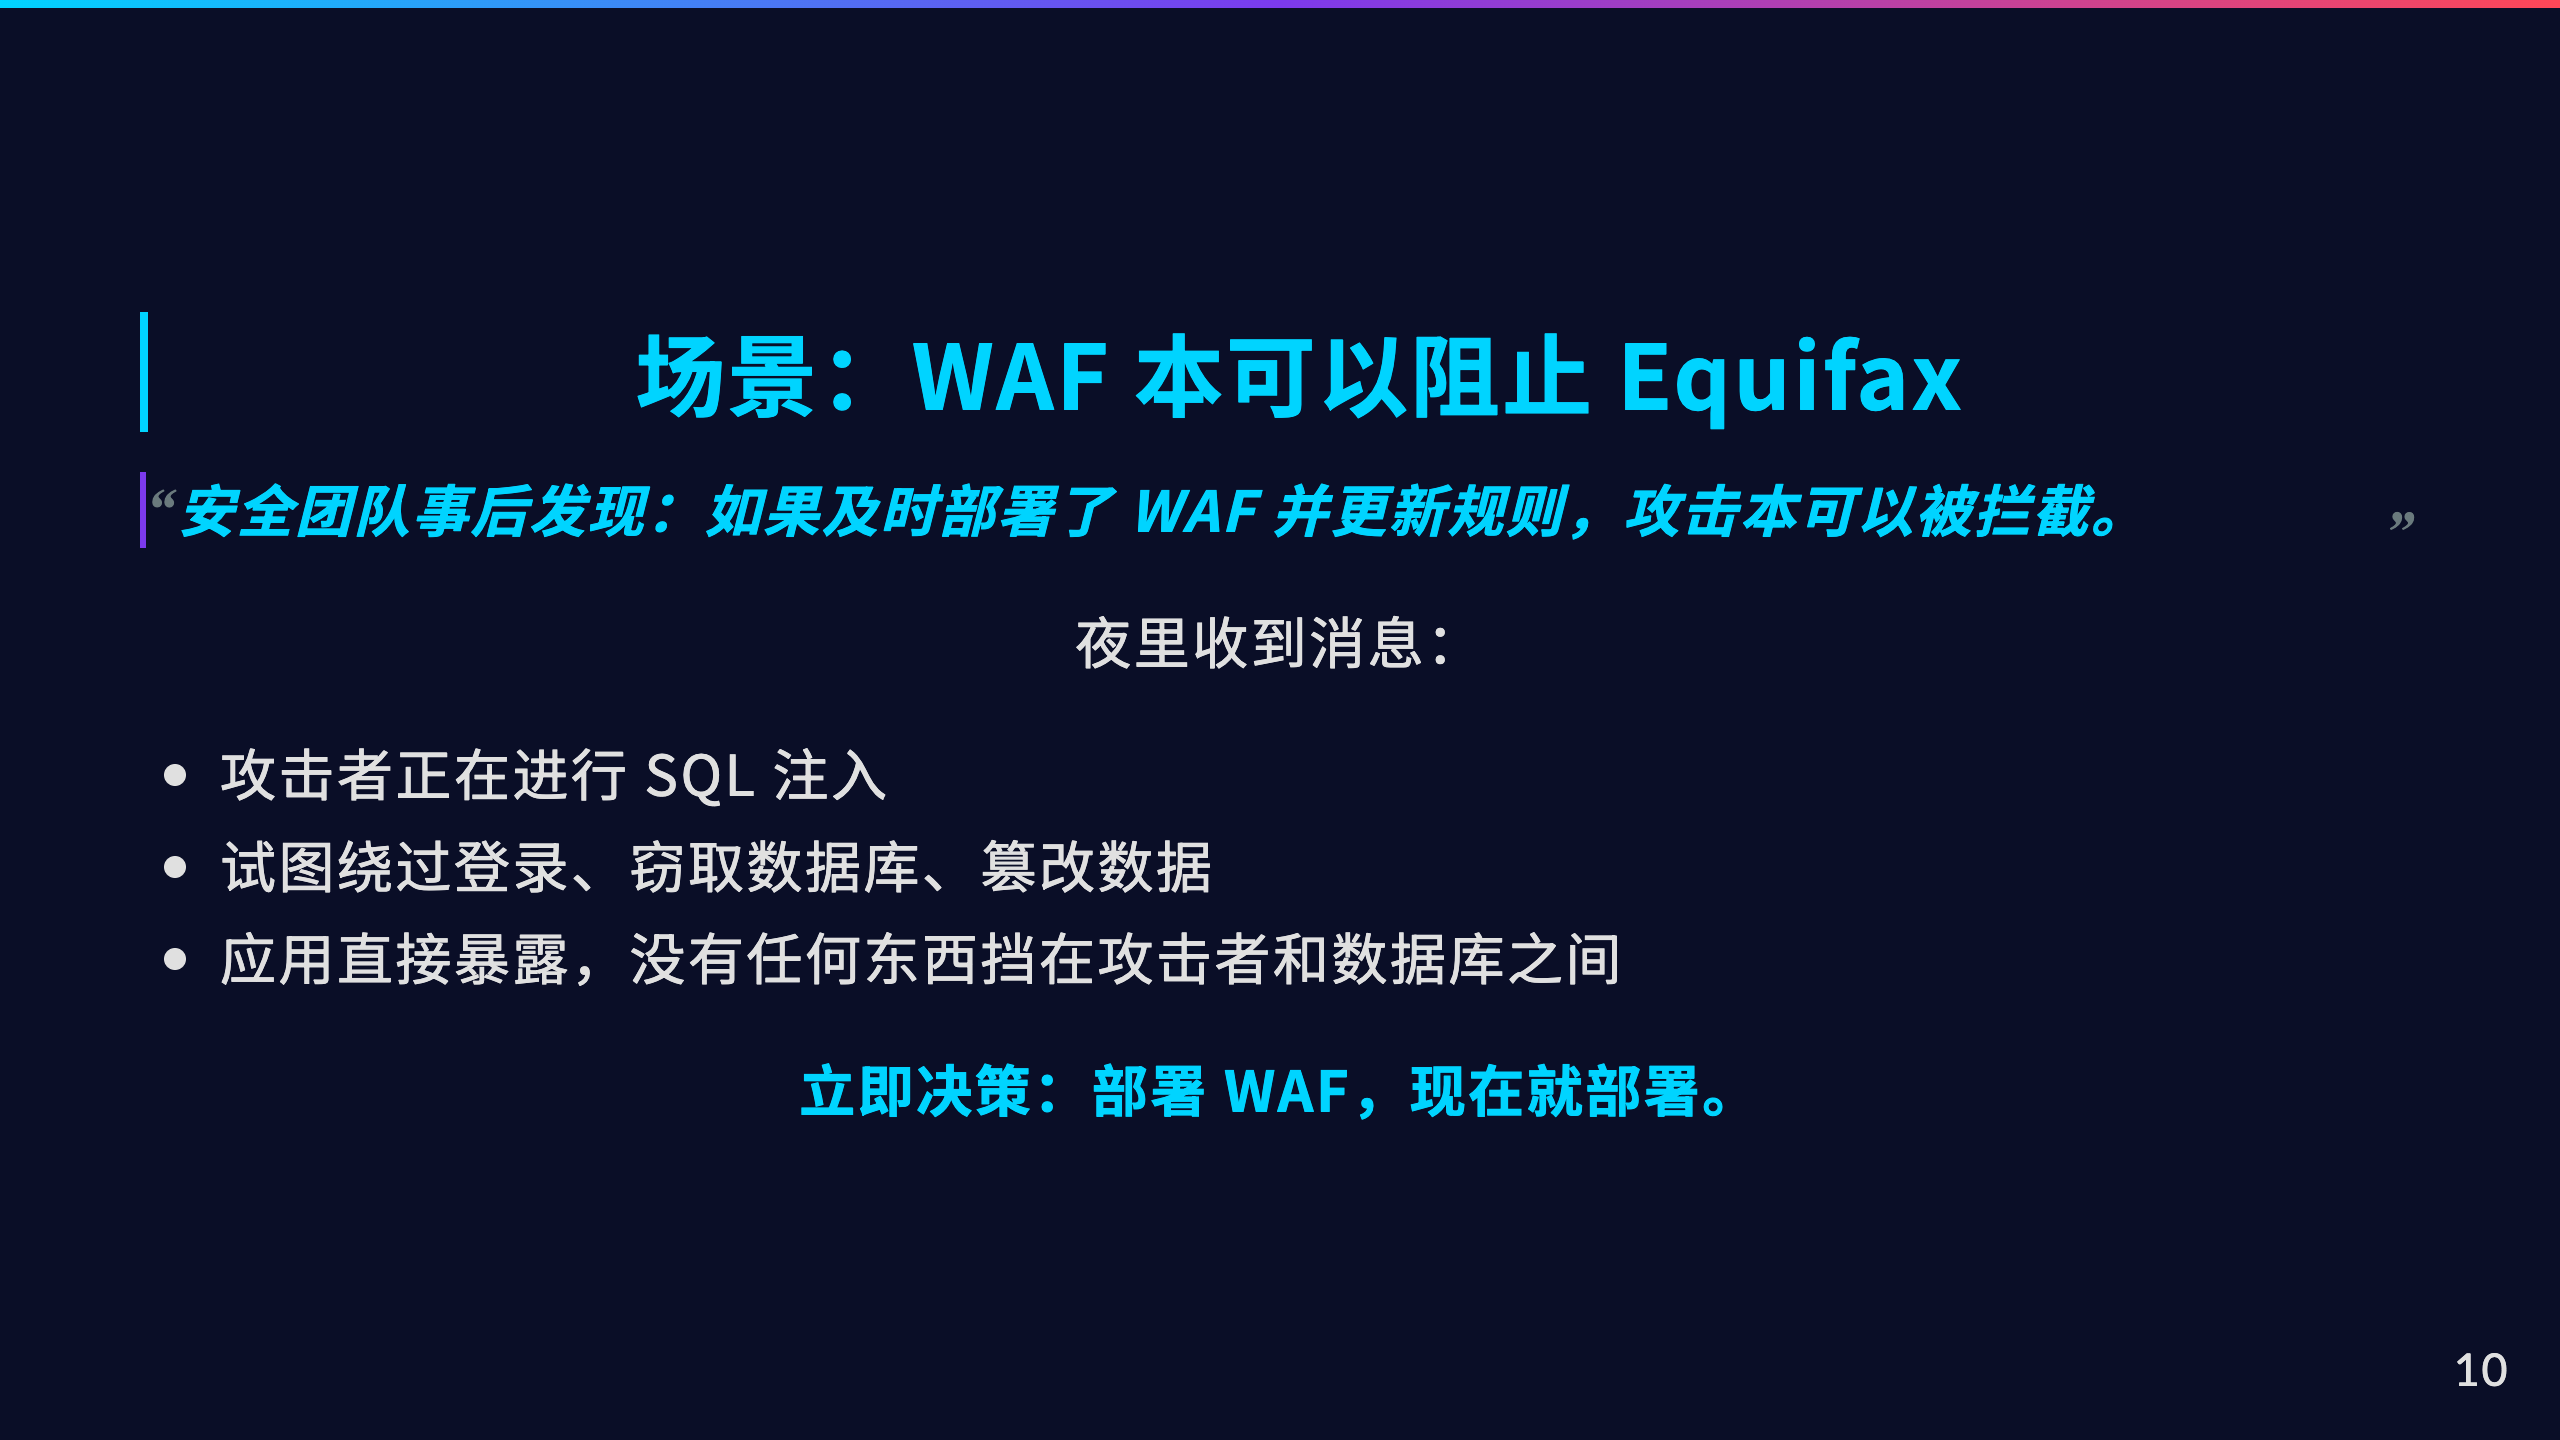 场景：WAF 本可以阻止 Equifax
“安全团队事后发现：如果及时部署了 WAF 并更新规则，攻击本可以被拦截。”
夜里收到消息：
• 攻击者正在进行 SQL 注入
• 试图绕过登录、窃取数据库、篡改数据
• 应用直接暴露，没有任何东西挡在攻击者和数据库之间
立即决策：部署 WAF，现在就部署。
10